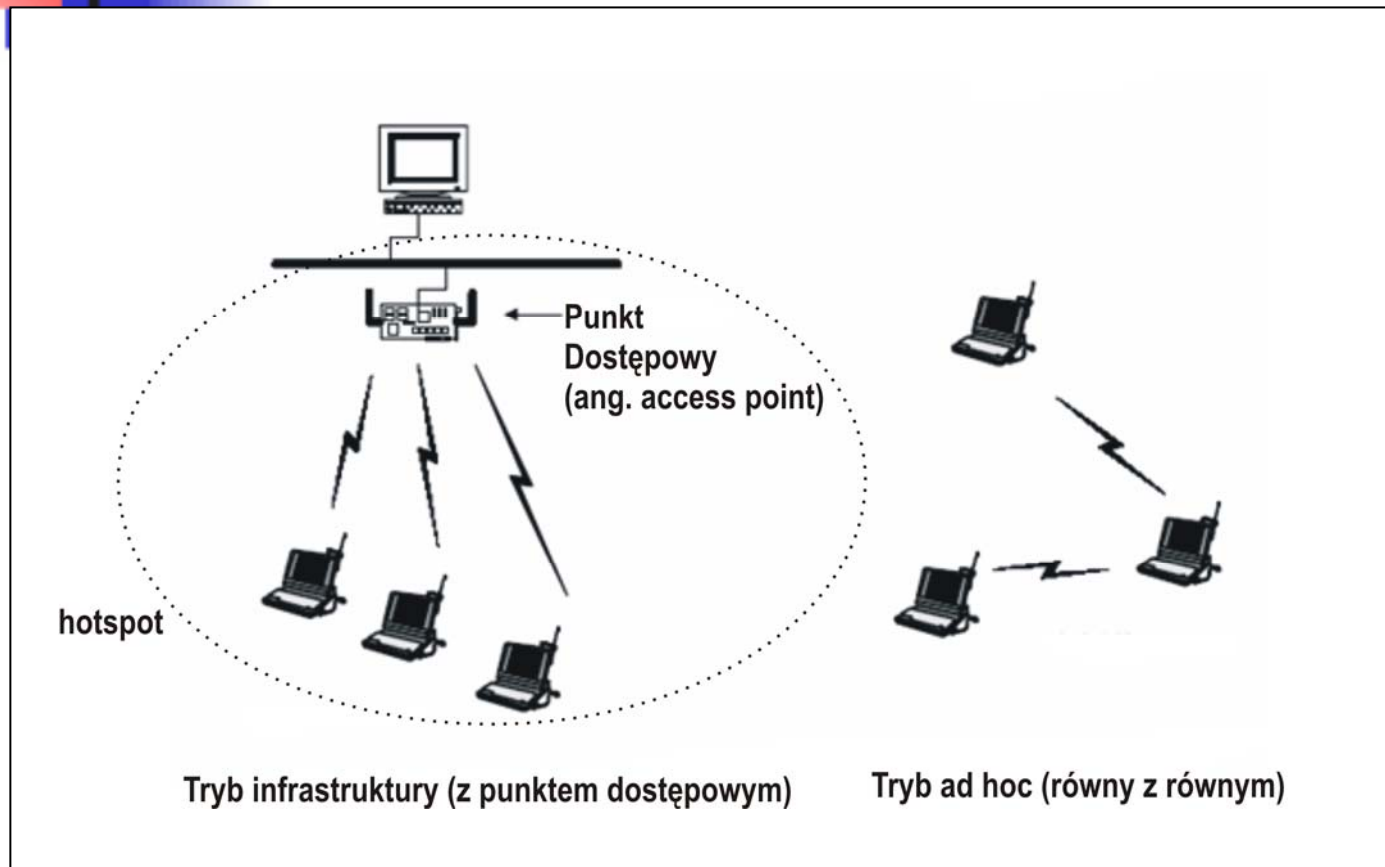 Punkt
Dostępowy
(ang. access point)
hotspot
Tryb infrastruktury (z punktem dostępowym)
Tryb ad hoc (równy z równym)